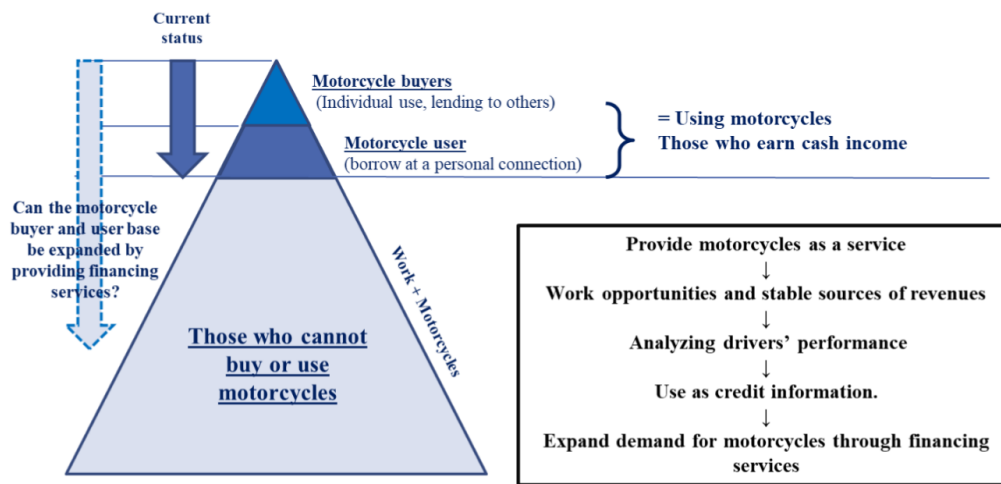 Current
status
Motorcycle buyers
(Individual use, lending to others)
Motorcycle user
(borrow at a personal connection)
= Using motorcycles
Those who earn cash income
Can the motorcycle
buyer and user base
be expanded by
providing financing
services?
Work + Motorcycles
Those who cannot
buy or use
motorcycles
Provide motorcycles as a service
↓
Work opportunities and stable sources of revenues
↓
Analyzing drivers’ performance
↓
Use as credit information.
↓
Expand demand for motorcycles through financing
services